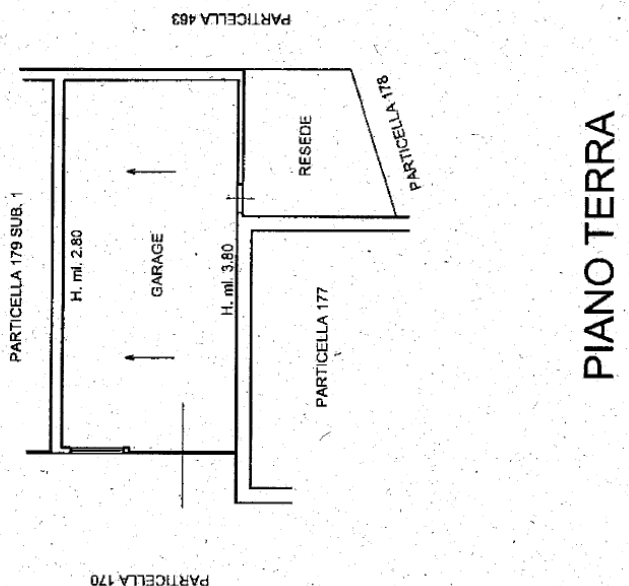 PARTICELLA 463
PARTICELLA 179 SUB. 1
H. ml. 2.80
GARAGE
H. ml. 3.80
RESEDE
PARTICELLA 178
PARTICELLA 177
PARTICELLA 170
PIANO TERRA